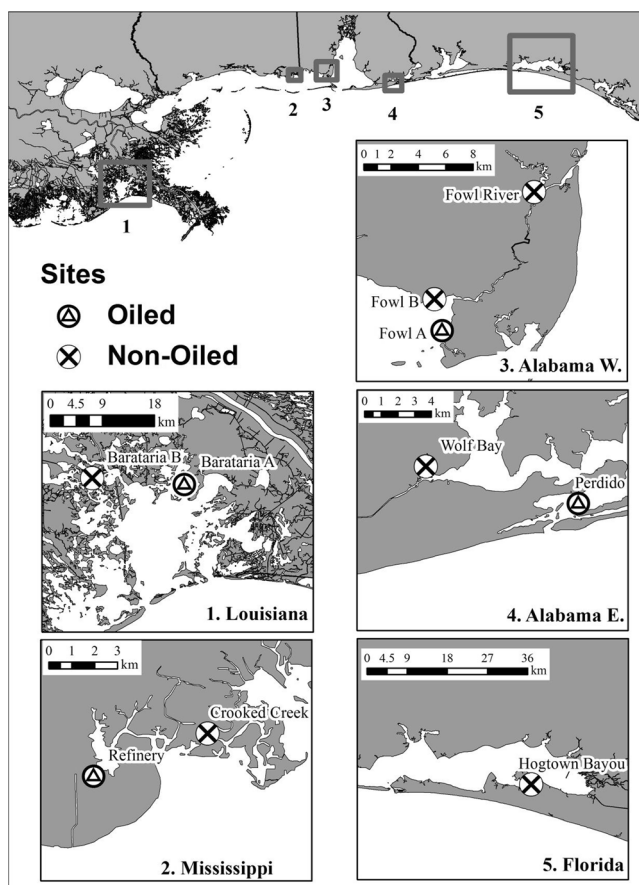 2
3
4
5
1
Sites
Oiled
Non-Oiled
0 1 2 4 6 8
km
Fowl River
Fowl B
Fowl A
3. Alabama W.
0 4.5 9 18
km
Barataria B
Barataria A
1. Louisiana
0 1 2 3 4
km
Wolf Bay
Perdido
4. Alabama E.
0 1 2 3
km
Crooked Creek
Refinery
2. Mississippi
0 4.5 9 18 27 36
km
Hogtown Bayou
5. Florida